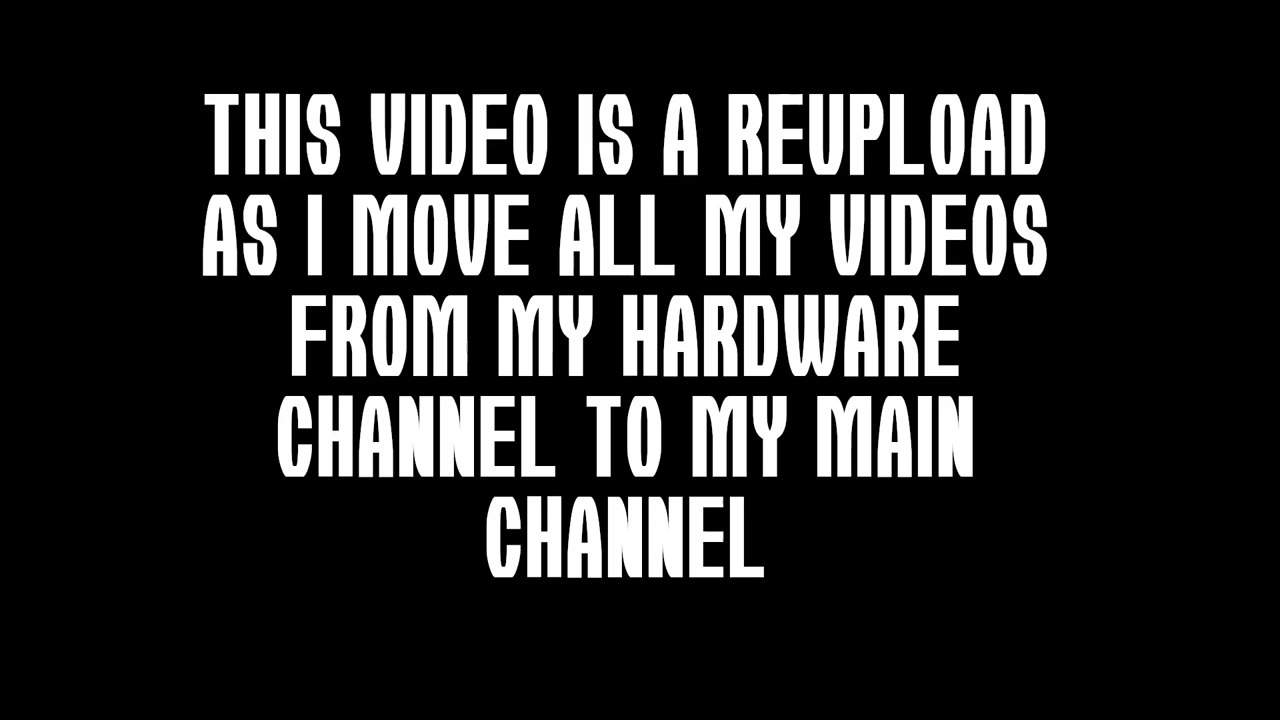 THIS VIDEO IS A REUPLOAD
AS I MOVE ALL MY VIDEOS
FROM MY HARDWARE
CHANNEL TO MY MAIN
CHANNEL